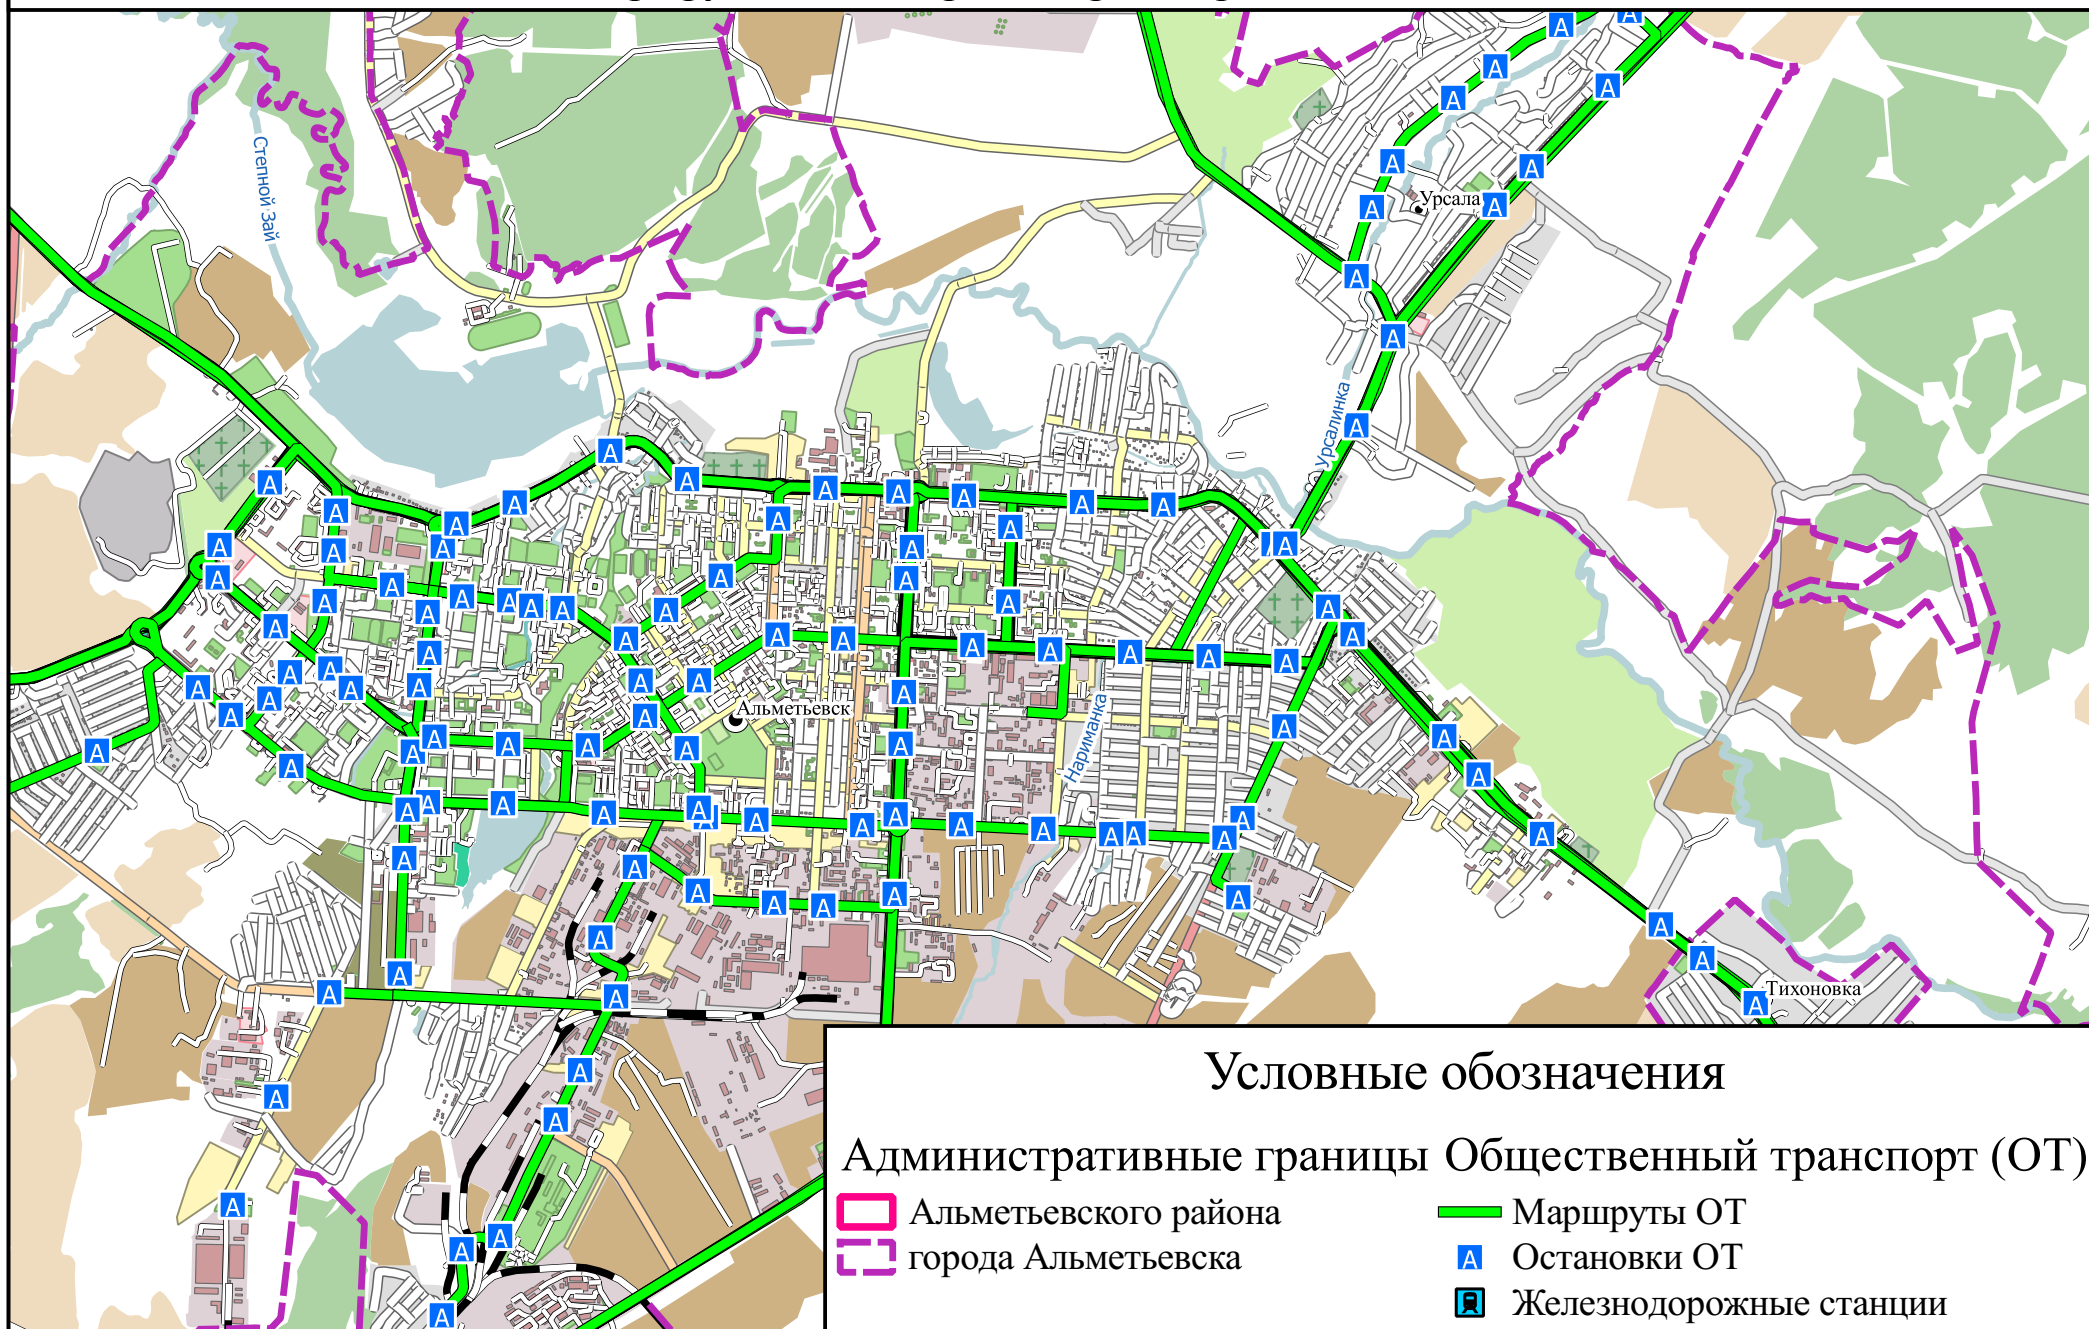 Степной Зай
Урсала
Урсалинка
Альметьевск
Нариманка
Тихоновка
Условные обозначения
Административные границы
Альметьевского района
города Альметьевска
Общественный транспорт (ОТ)
Маршруты ОТ
А Остановки ОТ
Железнодорожные станции